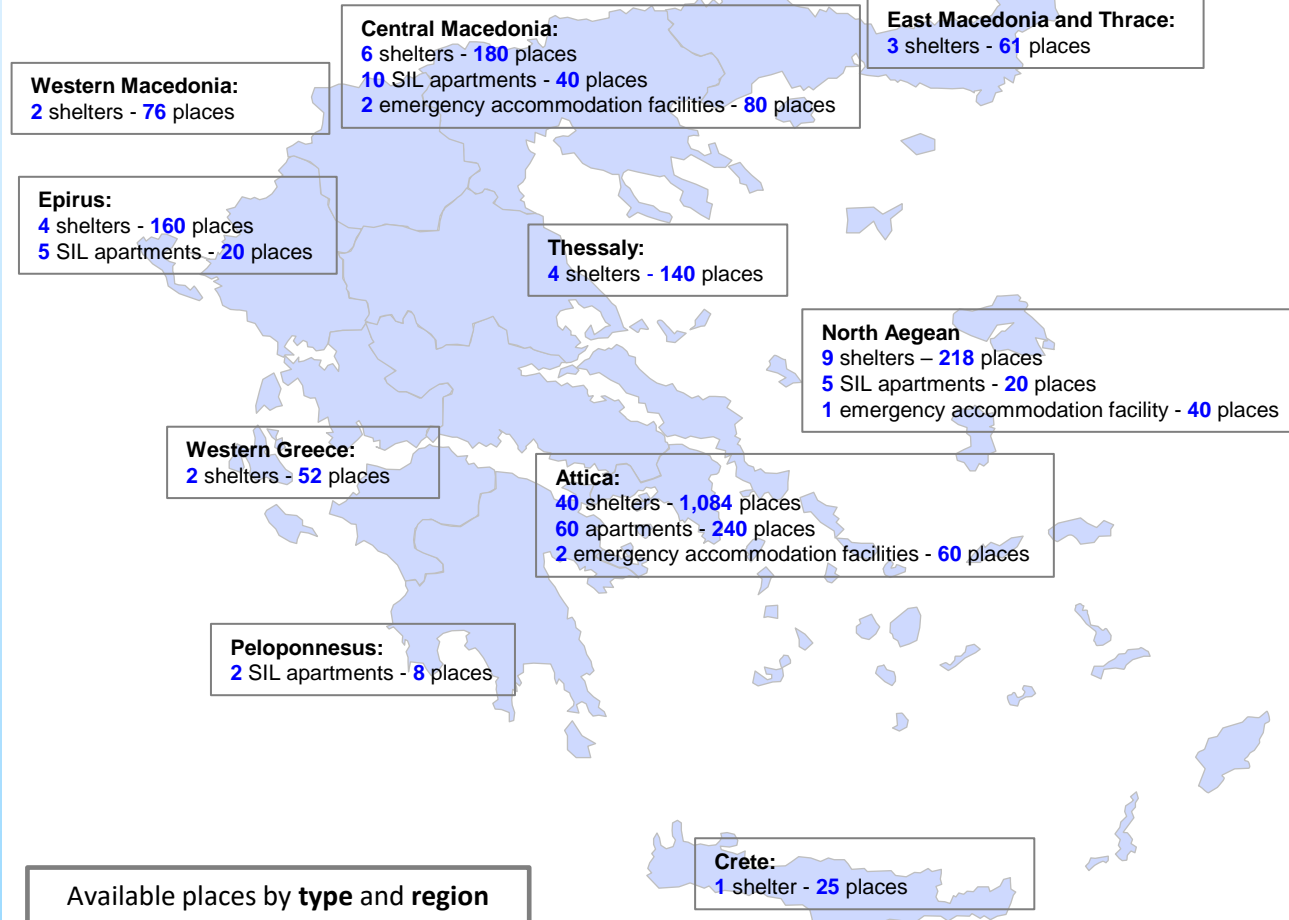 Central Macedonia:
6 shelters - 180 places
10 SIL apartments - 40 places
2 emergency accommodation facilities - 80 places
East Macedonia and Thrace:
3 shelters - 61 places
Western Macedonia:
2 shelters - 76 places
Epirus:
4 shelters - 160 places
5 SIL apartments - 20 places
Thessaly:
4 shelters - 140 places
North Aegean
9 shelters – 218 places
5 SIL apartments - 20 places
1 emergency accommodation facility - 40 places
Western Greece:
2 shelters - 52 places
Attica:
40 shelters - 1,084 places
60 apartments - 240 places
2 emergency accommodation facilities - 60 places
Peloponnesus:
2 SIL apartments - 8 places
Crete:
1 shelter - 25 places
Available places by type and region